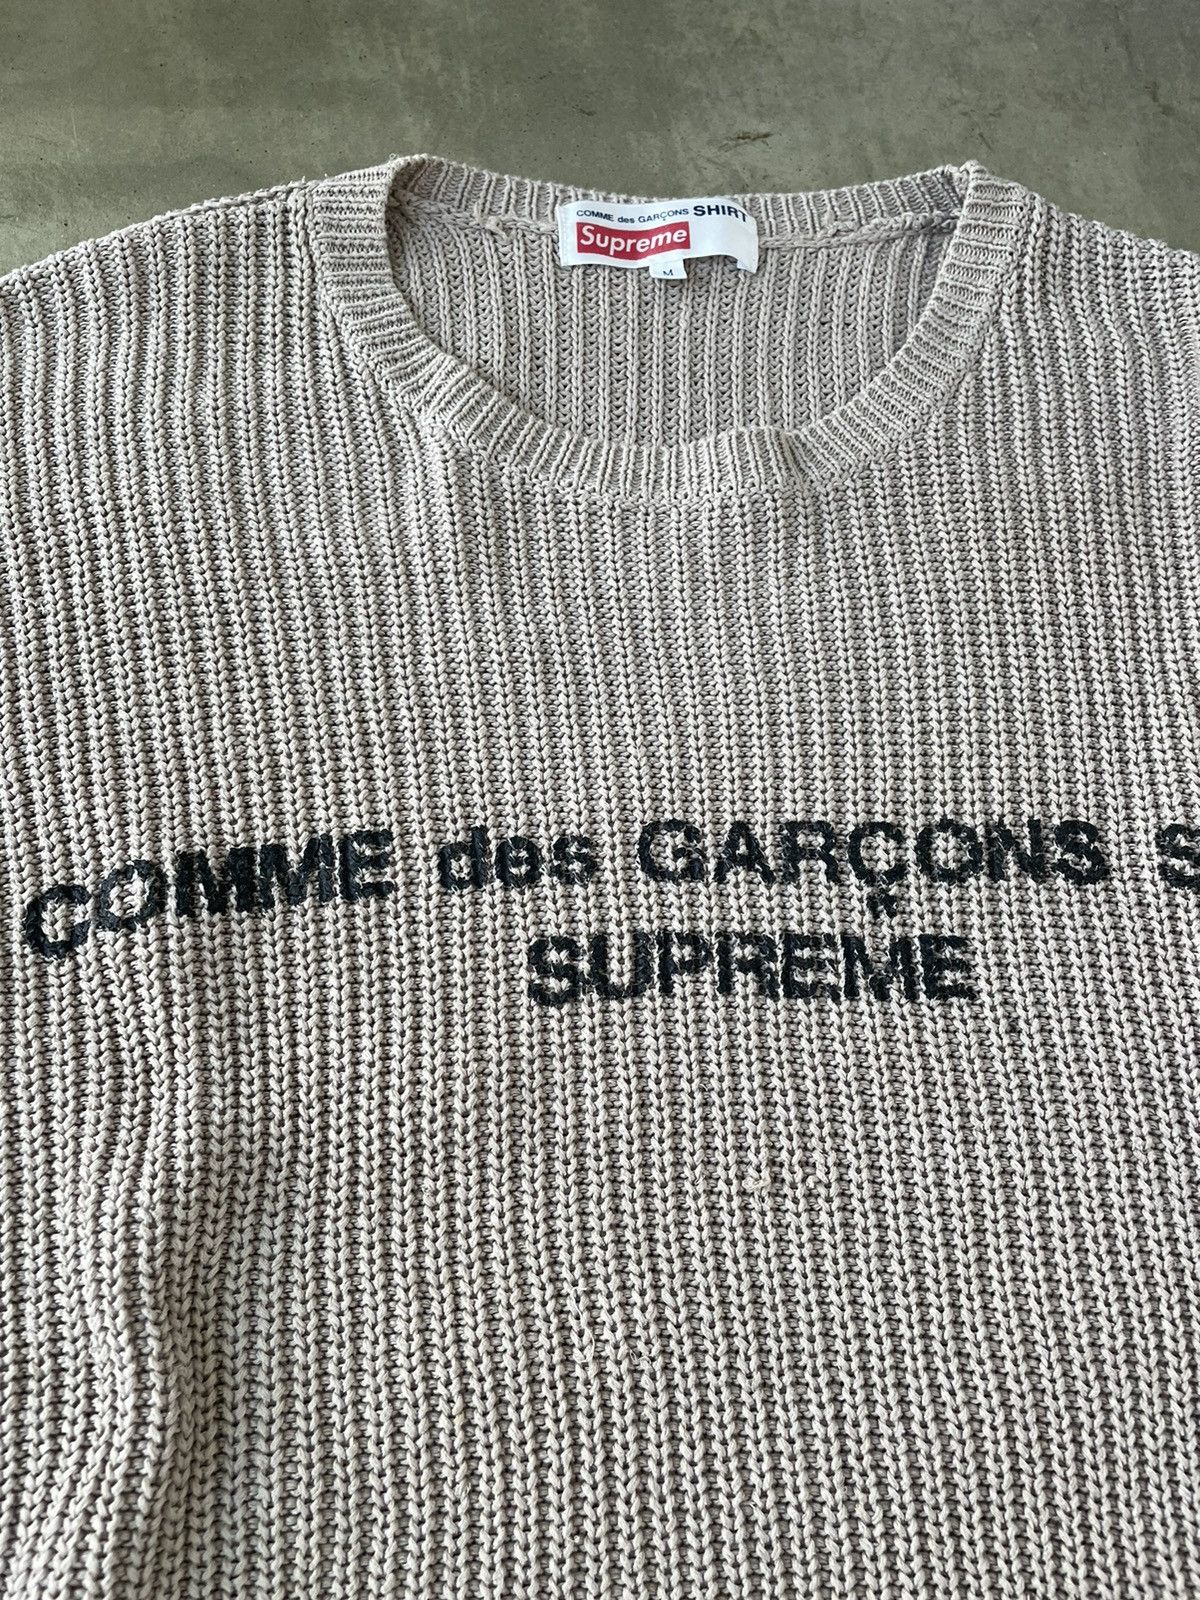 COMME des GARÇONS SHIRT
Supreme
M
COMME des GARÇONS S
SUPREME